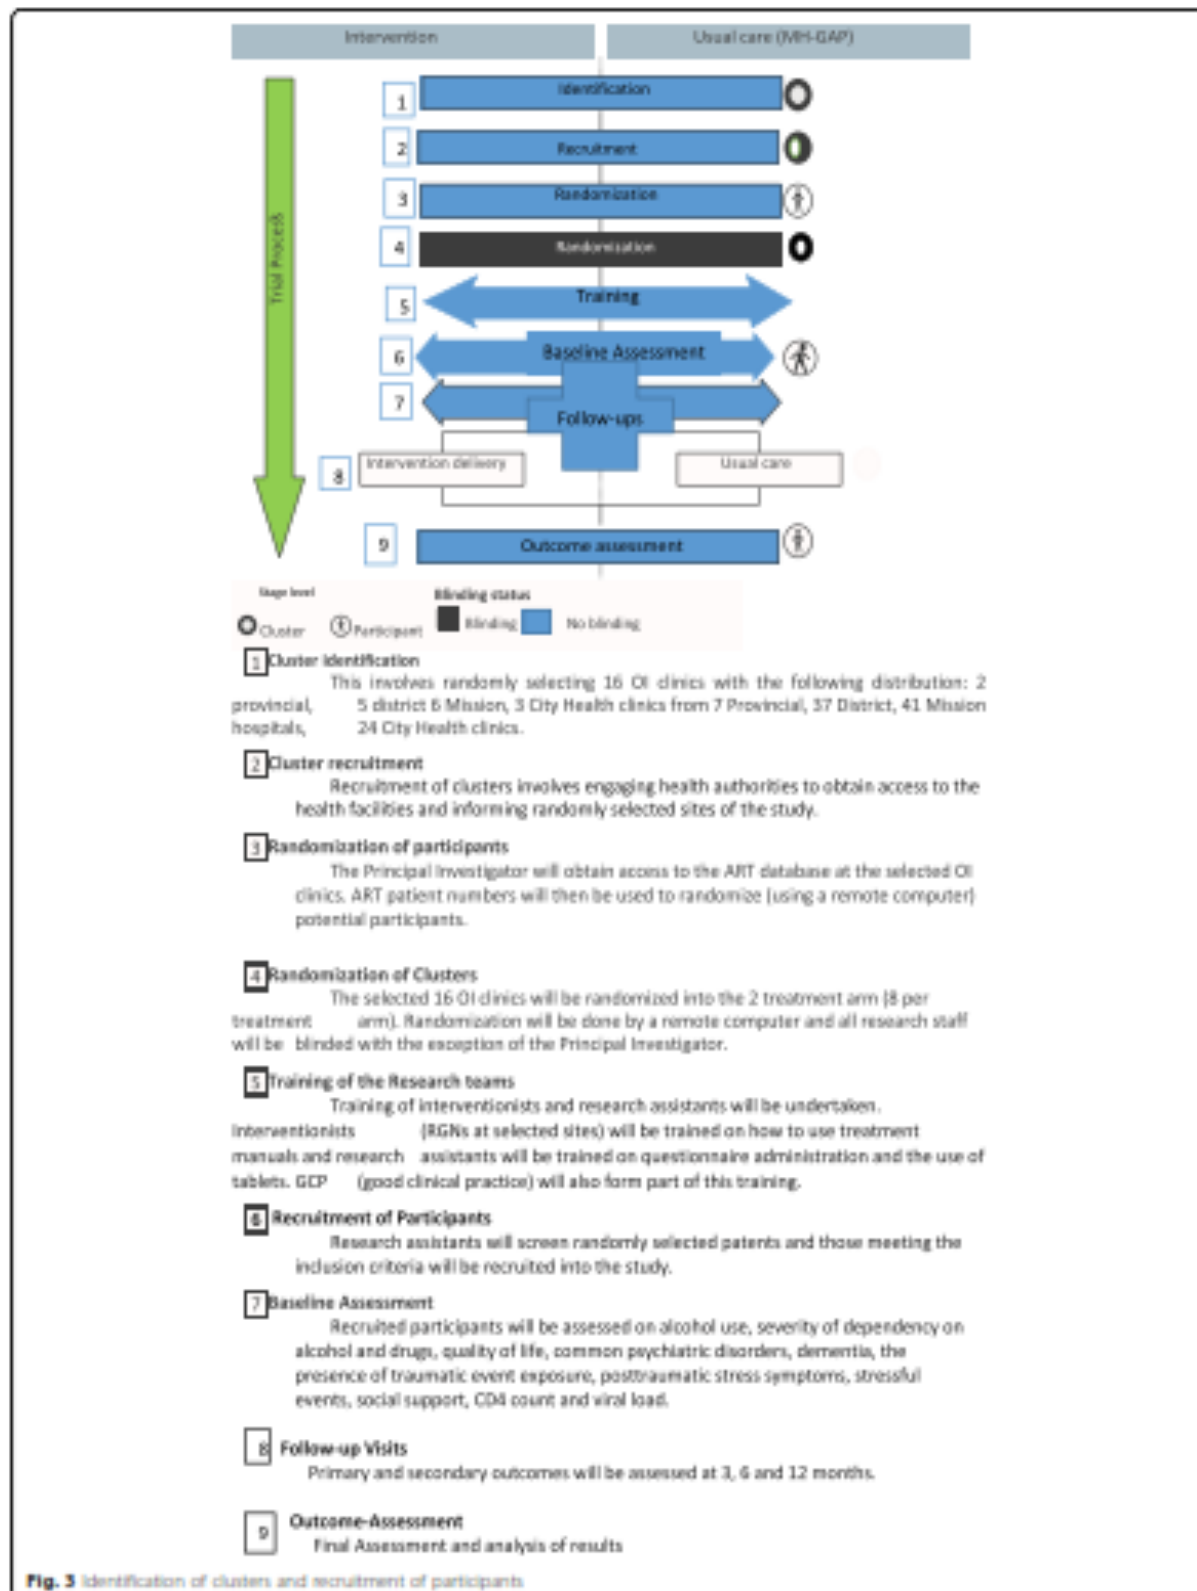 Intervention
Usual care (MH-GAP)
1
Identification
2
Recruitment
3
Randomization
4
Randomization
5
Training
6
Baseline Assessment
7
Follow-ups
8
Intervention delivery
Usual care
9
Outcome assessment
Trial Process
Stage level
Blinding status
Cluster
Participant
Blinding
No blinding
1 Cluster Identification
This involves randomly selecting 16 OI clinics with the following distribution: 2
provincial, 5 district 6 Mission, 3 City Health clinics from 7 Provincial, 37 District, 41 Mission
hospitals, 24 City Health clinics.
2 Cluster recruitment
Recruitment of clusters involves engaging health authorities to obtain access to the
health facilities and informing randomly selected sites of the study.
3 Randomization of participants
The Principal Investigator will obtain access to the ART database at the selected OI
clinics. ART patient numbers will then be used to randomize (using a remote computer)
potential participants.
4 Randomization of Clusters
The selected 16 OI clinics will be randomized into the 2 treatment arm (8 per
treatment arm). Randomization will be done by a remote computer and all research staff
will be blinded with the exception of the Principal Investigator.
5 Training of the Research teams
Training of interventionists and research assistants will be undertaken.
Interventionists (RGNs at selected sites) will be trained on how to use treatment
manuals and research assistants will be trained on questionnaire administration and the use of
tablets. GCP (good clinical practice) will also form part of this training.
6 Recruitment of Participants
Research assistants will screen randomly selected patents and those meeting the
inclusion criteria will be recruited into the study.
7 Baseline Assessment
Recruited participants will be assessed on alcohol use, severity of dependency on
alcohol and drugs, quality of life, common psychiatric disorders, dementia, the
presence of traumatic event exposure, posttraumatic stress symptoms, stressful
events, social support, CD4 count and viral load.
8 Follow-up Visits
Primary and secondary outcomes will be assessed at 3, 6 and 12 months.
9 Outcome-Assessment
Final Assessment and analysis of results
Fig. 3 Identification of clusters and recruitment of participants